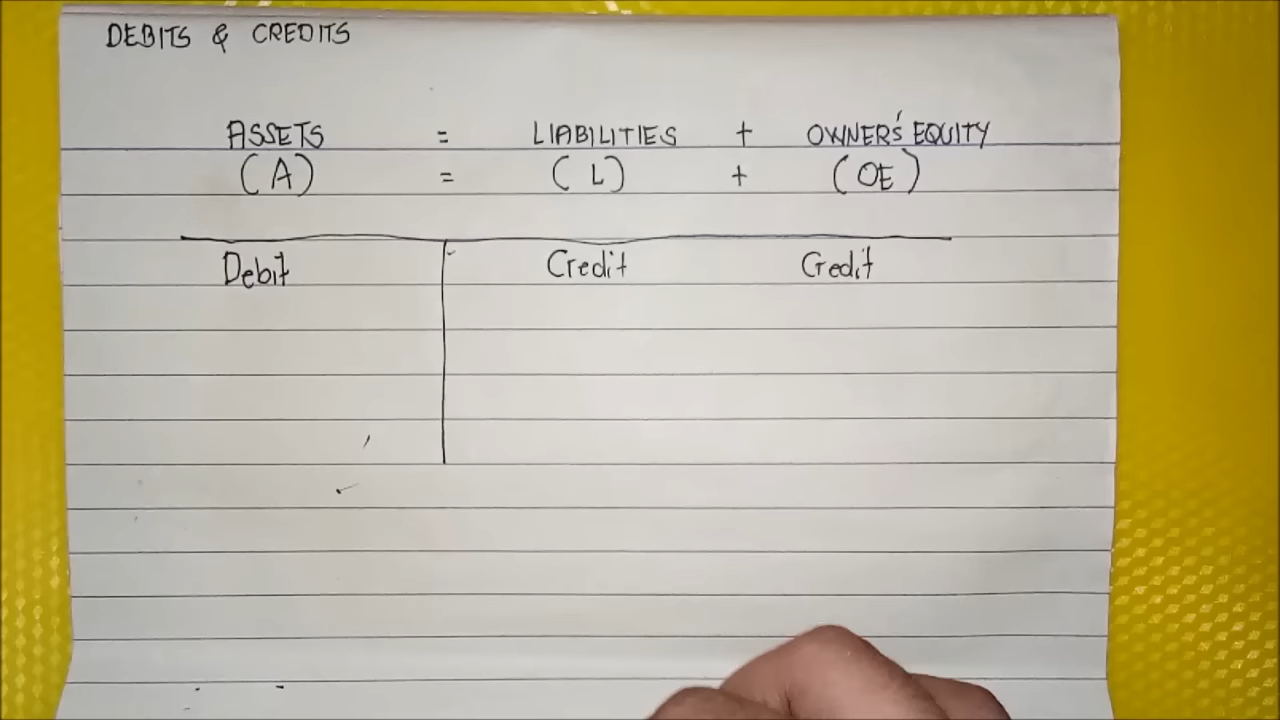 DEBITS & CREDITS
ASSETS = LIABILITIES + OWNER'S EQUITY
(A) = (L) + (OE)
Debit Credit Credit